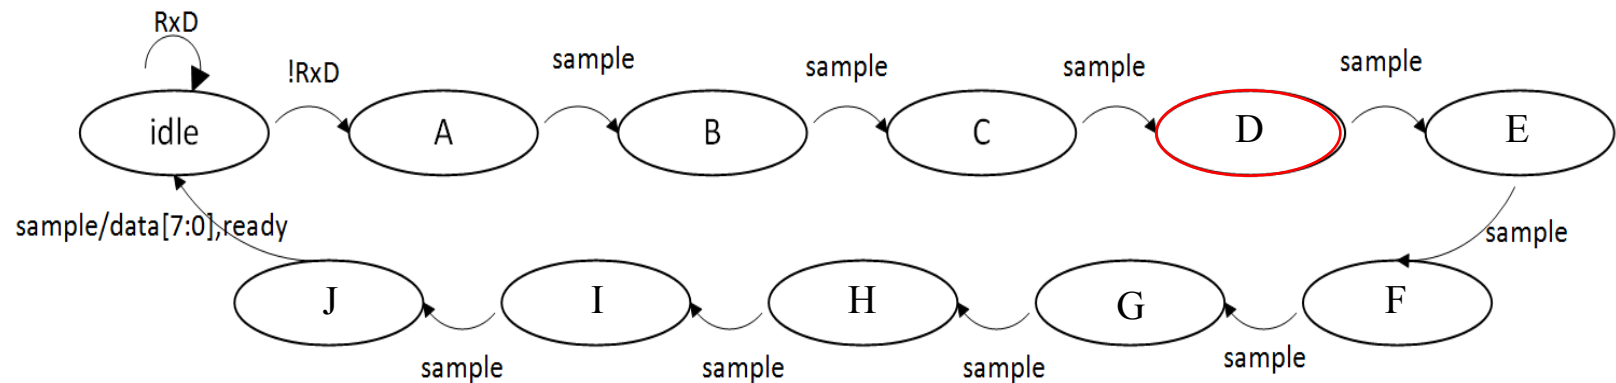 RxD
!RxD
sample
sample
sample
sample
idle
A
B
C
D
E
sample/data[7:0],ready
sample
J
I
H
G
F
sample
sample
sample
sample